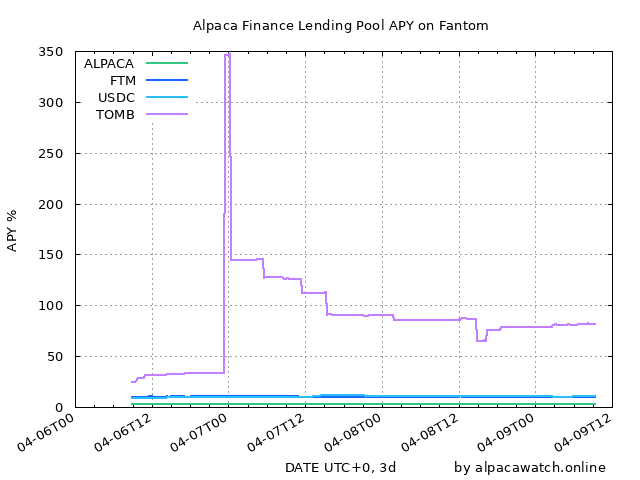 Alpaca Finance Lending Pool APY on Fantom
350
300
250
200
150
100
50
0
APY %
ALPACA
FTM
USDC
TOMB
04-06T00
04-06T12
04-07T00
04-07T12
04-08T00
04-08T12
04-09T00
04-09T12
DATE UTC+0, 3d
by alpacawatch.online